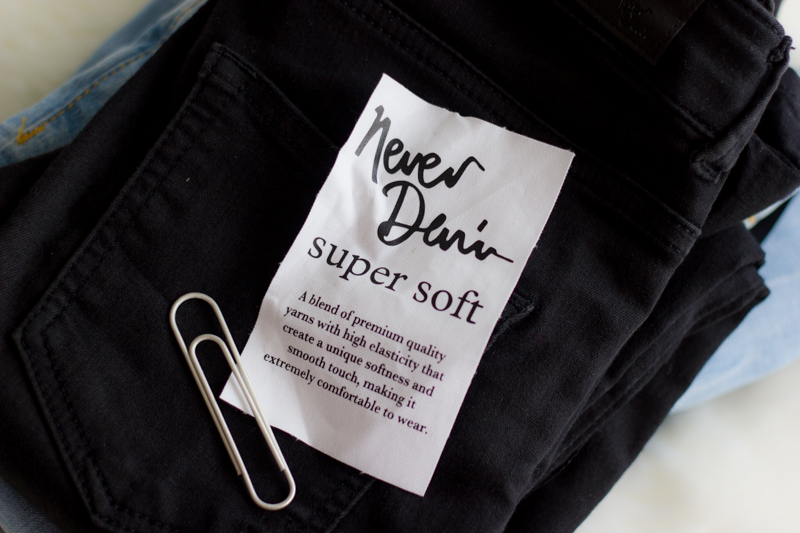 Never
Denim
super soft
A blend of premium quality
yarns with high elasticity that
create a unique softness and
smooth touch, making it
extremely comfortable to wear.